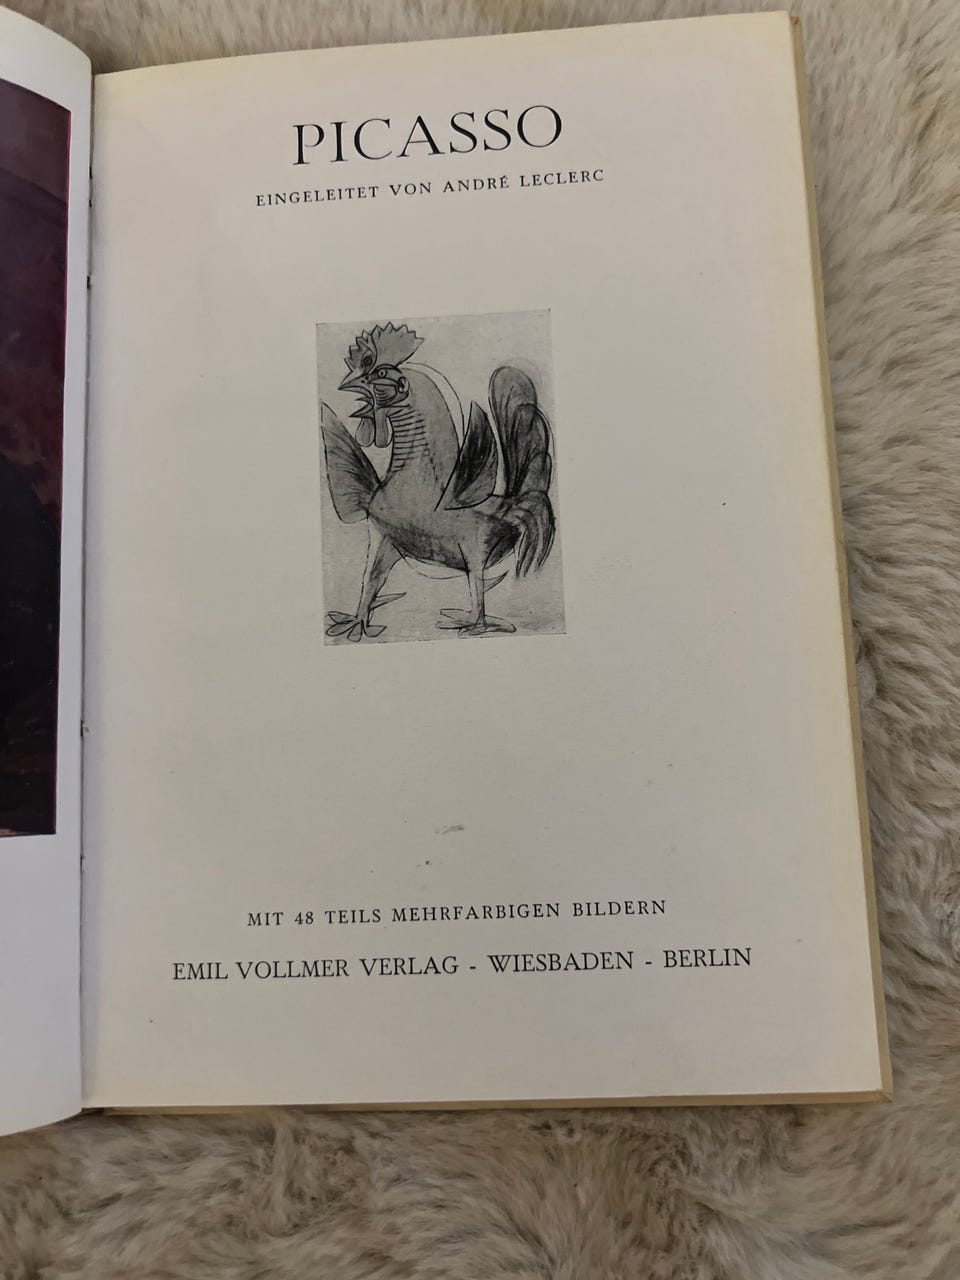 PICASSO
EINGELEITET VON ANDRÉ LECLERC
MIT 48 TEILS MEHRFARBIGEN BILDERN
EMIL VOLLMER VERLAG - WIESBADEN - BERLIN